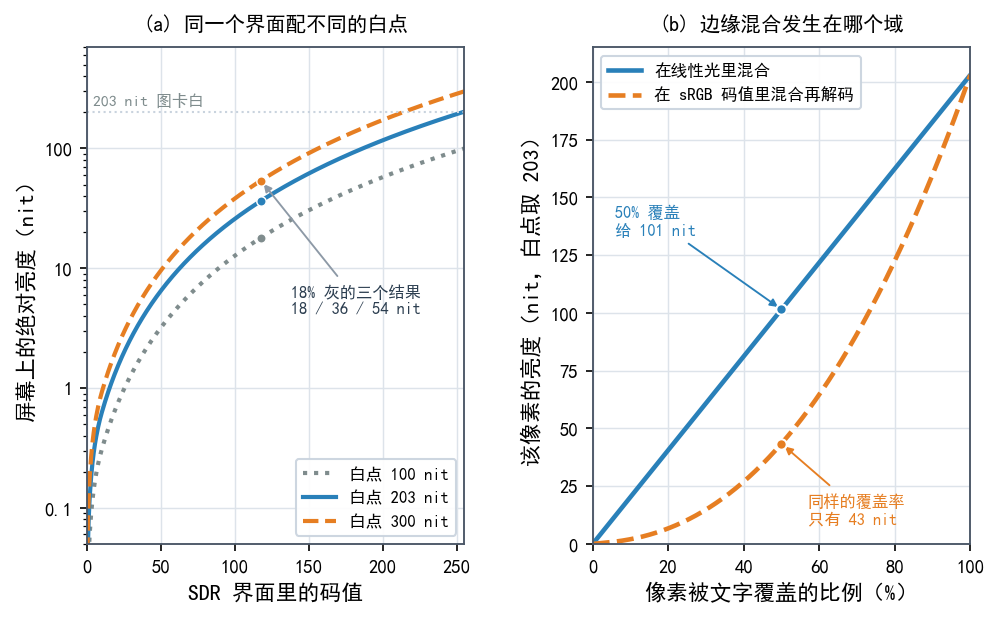 (a) 同一个界面配不同的白点
屏幕上的绝对亮度（nit）
100
10
1
0.1
203 nit 图卡白
18% 灰的三个结果
18 / 36 / 54 nit
白点 100 nit
白点 203 nit
白点 300 nit
0
50
100
150
200
250
SDR 界面里的码值
(b) 边缘混合发生在哪个域
该像素的亮度（nit，白点取 203）
200
175
150
125
100
75
50
25
0
在线性光里混合
在 sRGB 码值里混合再解码
50% 覆盖
给 101 nit
同样的覆盖率
只有 43 nit
0
20
40
60
80
100
像素被文字覆盖的比例（%）